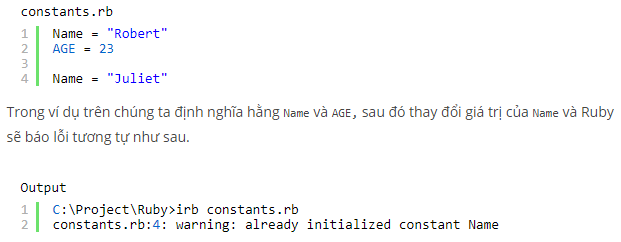 constants.rb
1 Name = "Robert"
2 AGE = 23
3
4 Name = "Juliet"
Trong ví dụ trên chúng ta định nghĩa hằng Name và AGE, sau đó thay đổi giá trị của Name và Ruby
sẽ báo lỗi tương tự như sau.
Output
1 C:\Project\Ruby>irb constants.rb
2 constants.rb:4: warning: already initialized constant Name